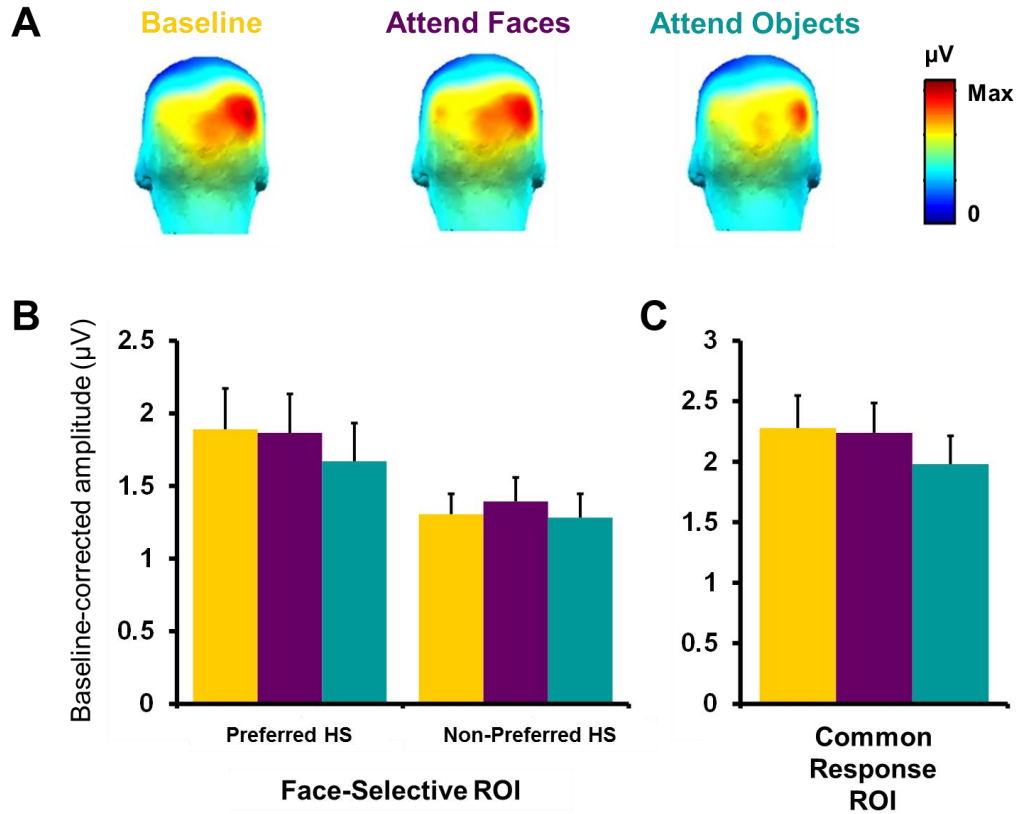 A
Baseline
Attend Faces
Attend Objects
µV
Max
0
B
Baseline-corrected amplitude (µV)
2.5
2
1.5
1
0.5
0
Preferred HS
Non-Preferred HS
Face-Selective ROI
C
3
2.5
2
1.5
1
0.5
0
Common
Response
ROI